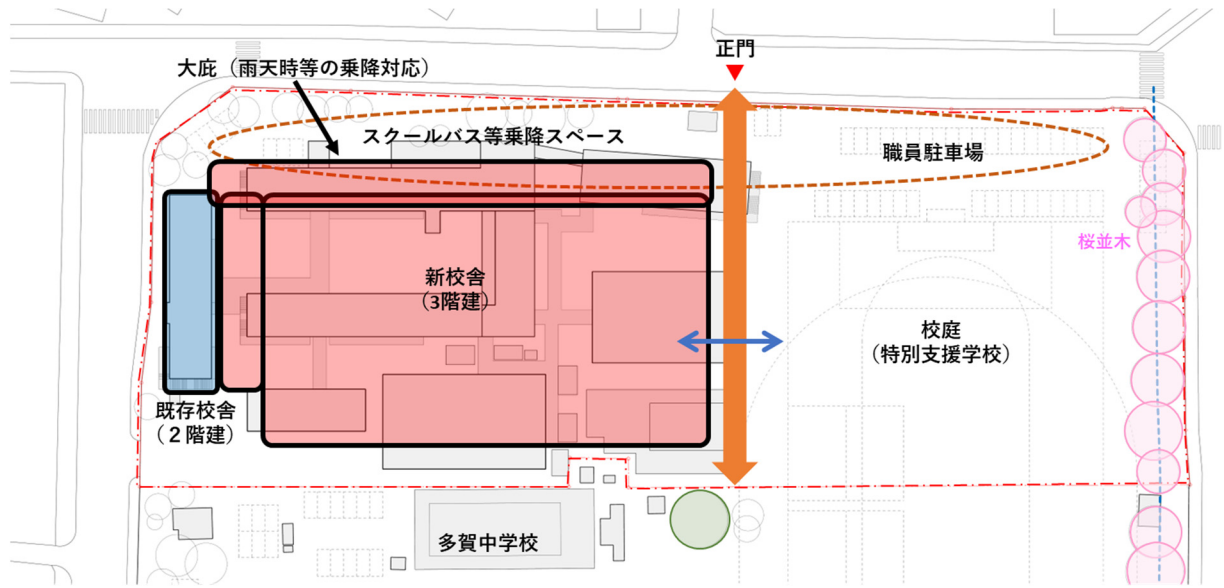 正門
大庇（雨天時等の乗降対応）
スクールバス等乗降スペース
職員駐車場
桜並木
新校舎
（3階建）
校庭
（特別支援学校）
既存校舎
（２階建）
多賀中学校